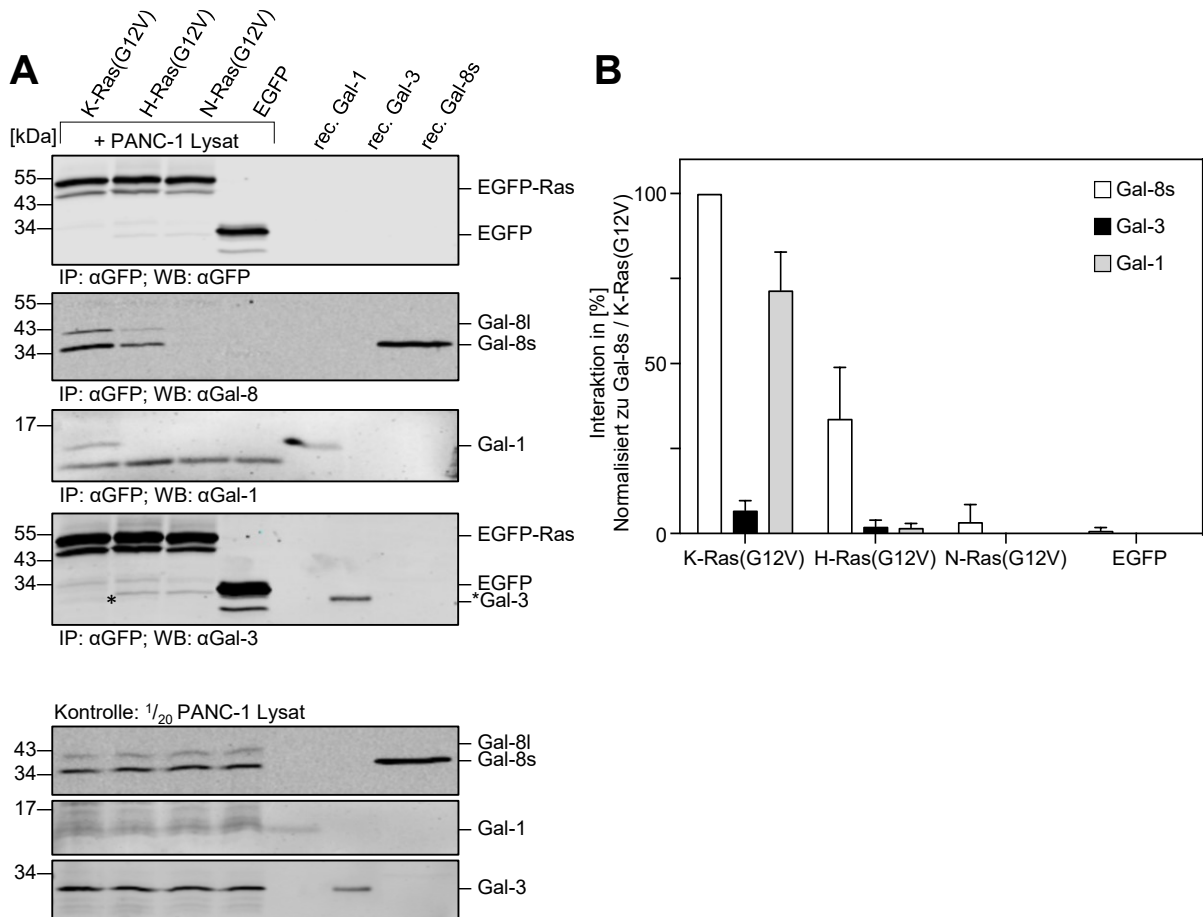 A
K-Ras(G12V)
H-Ras(G12V)
N-Ras(G12V)
EGFP
rec. Gal-1
rec. Gal-3
rec. Gal-8s
[kDa]
+ PANC-1 Lysat
55
43
34
EGFP-Ras
EGFP
IP: αGFP; WB: αGFP
55
43
34
Gal-8l
Gal-8s
IP: αGFP; WB: αGal-8
17
Gal-1
IP: αGFP; WB: αGal-1
55
43
34
*
EGFP-Ras
EGFP
*Gal-3
IP: αGFP; WB: αGal-3
Kontrolle: 1/20 PANC-1 Lysat
43
34
Gal-8l
Gal-8s
17
Gal-1
34
Gal-3
B
Interaktion in [%]
Normalisiert zu Gal-8s / K-Ras(G12V)
100
50
0
Gal-8s
Gal-3
Gal-1
K-Ras(G12V)
H-Ras(G12V)
N-Ras(G12V)
EGFP